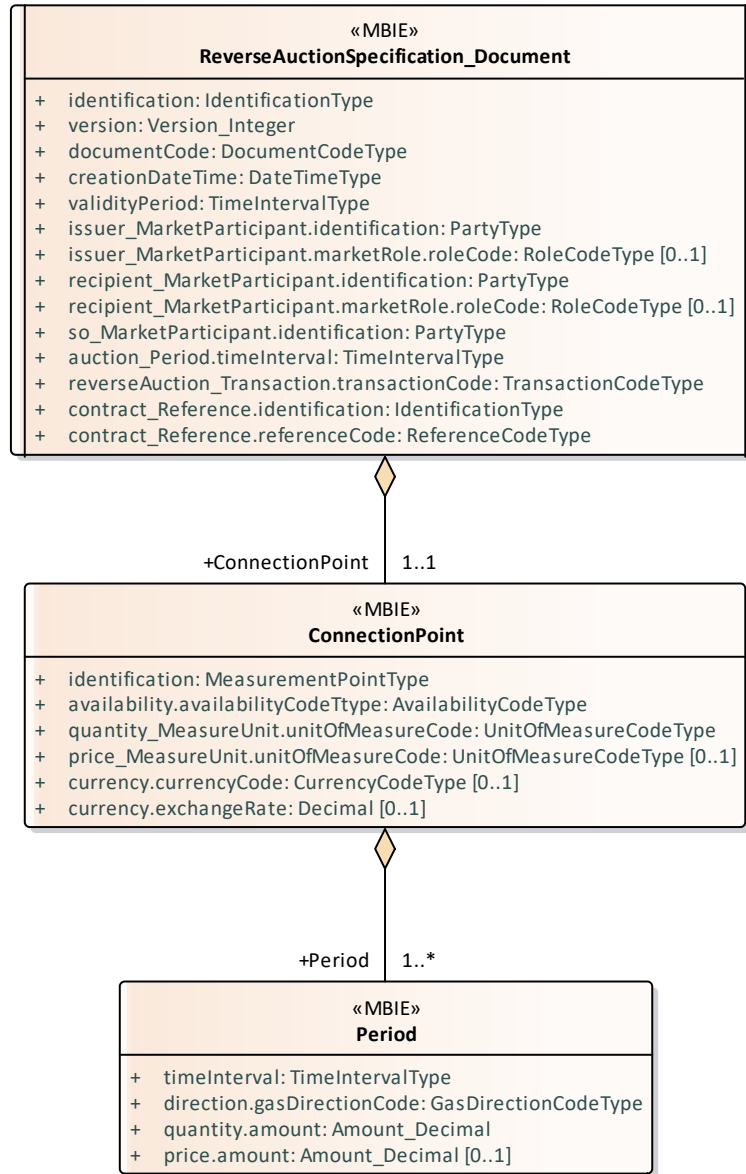 «MBIE»
ReverseAuctionSpecification_Document
+ identification: IdentificationType
+ version: Version_Integer
+ documentCode: DocumentCodeType
+ creationDateTime: DateTimeType
+ validityPeriod: TimeIntervalType
+ issuer_MarketParticipant.identification: PartyType
+ issuer_MarketParticipant.marketRole.roleCode: RoleCodeType [0..1]
+ recipient_MarketParticipant.identification: PartyType
+ recipient_MarketParticipant.marketRole.roleCode: RoleCodeType [0..1]
+ so_MarketParticipant.identification: PartyType
+ auction_Period.timeInterval: TimeIntervalType
+ reverseAuction_Transaction.transactionCode: TransactionCodeType
+ contract_Reference.identification: IdentificationType
+ contract_Reference.referenceCode: ReferenceCodeType
+ConnectionPoint 1..1
«MBIE»
ConnectionPoint
+ identification: MeasurementPointType
+ availability.availabilityCodeTtype: AvailabilityCodeType
+ quantity_MeasureUnit.unitOfMeasureCode: UnitOfMeasureCodeType
+ price_MeasureUnit.unitOfMeasureCode: UnitOfMeasureCodeType [0..1]
+ currency.currencyCode: CurrencyCodeType [0..1]
+ currency.exchangeRate: Decimal [0..1]
+Period 1..*
«MBIE»
Period
+ timeInterval: TimeIntervalType
+ direction.gasDirectionCode: GasDirectionCodeType
+ quantity.amount: Amount_Decimal
+ price.amount: Amount_Decimal [0..1]